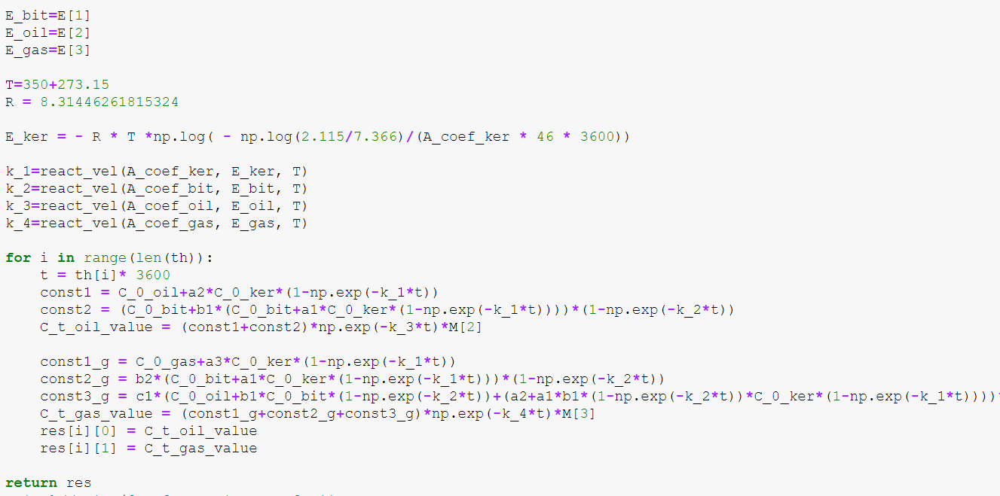 E_bit=E[1]
E_oil=E[2]
E_gas=E[3]
T=350+273.15
R = 8.31446261815324
E_ker = - R * T *np.log( - np.log(2.115/7.366)/(A_coef_ker * 46 * 3600))
k_1=react_vel(A_coef_ker, E_ker, T)
k_2=react_vel(A_coef_bit, E_bit, T)
k_3=react_vel(A_coef_oil, E_oil, T)
k_4=react_vel(A_coef_gas, E_gas, T)
for i in range(len(th)):
    t = th[i]* 3600
    const1 = C_0_oil+a2*C_0_ker*(1-np.exp(-k_1*t))
    const2 = (C_0_bit+b1*(C_0_bit+a1*C_0_ker*(1-np.exp(-k_1*t))))*(1-np.exp(-k_2*t))
    C_t_oil_value = (const1+const2)*np.exp(-k_3*t)*M[2]
    const1_g = C_0_gas+a3*C_0_ker*(1-np.exp(-k_1*t))
    const2_g = b2*(C_0_bit+a1*C_0_ker*(1-np.exp(-k_1*t)))*(1-np.exp(-k_2*t))
    const3_g = c1*(C_0_oil+b1*C_0_bit*(1-np.exp(-k_2*t))+(a2+a1*b1*(1-np.exp(-k_2*t))*C_0_ker*(1-np.exp(-k_1*t))))
    C_t_gas_value = (const1_g+const2_g+const3_g)*np.exp(-k_4*t)*M[3]
    res[i][0] = C_t_oil_value
    res[i][1] = C_t_gas_value
return res